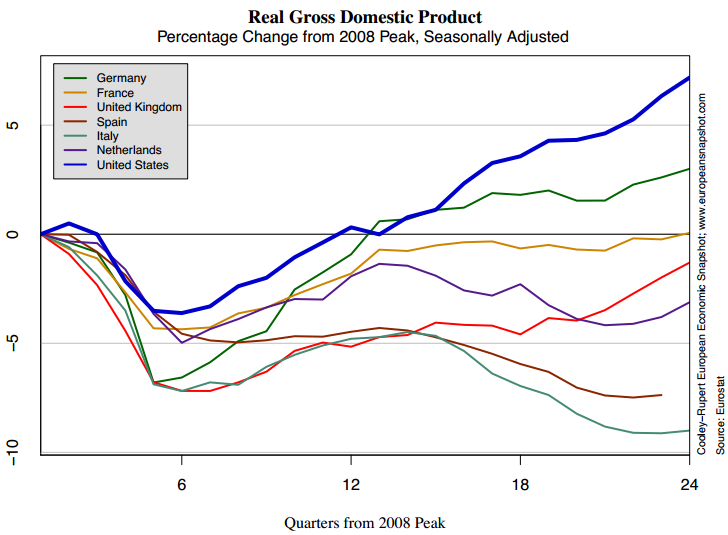 Real Gross Domestic Product
Percentage Change from 2008 Peak, Seasonally Adjusted
Germany
France
United Kingdom
Spain
Italy
Netherlands
United States
5
0
−5
−10
6
12
18
24
Quarters from 2008 Peak
Cooley−Rupert European Economic Snapshot; www.europeansnapshot.com
Source: Eurostat